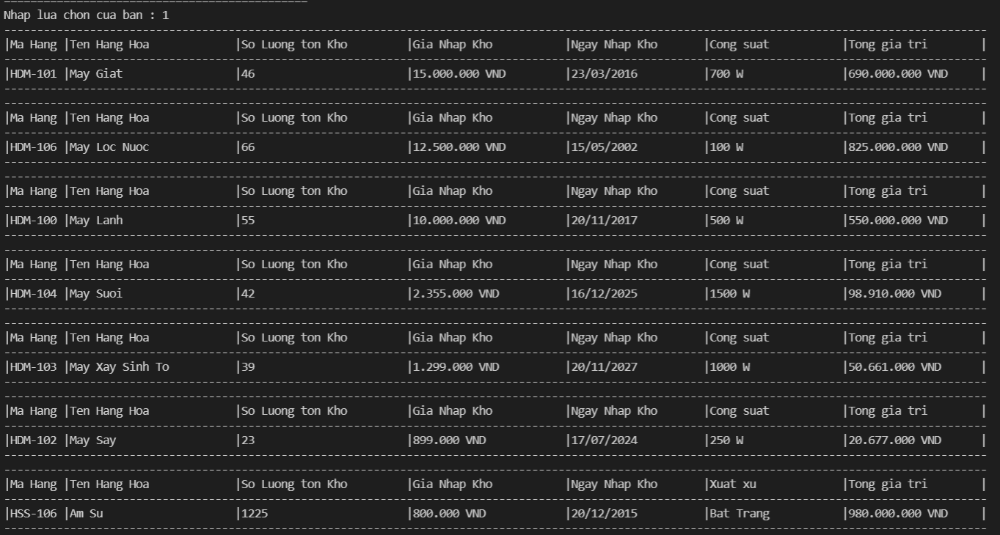 Nhap lua chon cua ban : 1
|Ma Hang |Ten Hang Hoa |So Luong ton Kho |Gia Nhap Kho |Ngay Nhap Kho |Cong suat |Tong gia tri |
|HDM-101 |May Giat |46 |15.000.000 VND |23/03/2016 |700 W |690.000.000 VND |
|Ma Hang |Ten Hang Hoa |So Luong ton Kho |Gia Nhap Kho |Ngay Nhap Kho |Cong suat |Tong gia tri |
|HDM-106 |May Loc Nuoc |66 |12.500.000 VND |15/05/2002 |100 W |825.000.000 VND |
|Ma Hang |Ten Hang Hoa |So Luong ton Kho |Gia Nhap Kho |Ngay Nhap Kho |Cong suat |Tong gia tri |
|HDM-100 |May Lanh |55 |10.000.000 VND |20/11/2017 |500 W |550.000.000 VND |
|Ma Hang |Ten Hang Hoa |So Luong ton Kho |Gia Nhap Kho |Ngay Nhap Kho |Cong suat |Tong gia tri |
|HDM-104 |May Suoi |42 |2.355.000 VND |16/12/2025 |1500 W |98.910.000 VND |
|Ma Hang |Ten Hang Hoa |So Luong ton Kho |Gia Nhap Kho |Ngay Nhap Kho |Cong suat |Tong gia tri |
|HDM-103 |May Xay Sinh To |39 |1.299.000 VND |20/11/2027 |1000 W |50.661.000 VND |
|Ma Hang |Ten Hang Hoa |So Luong ton Kho |Gia Nhap Kho |Ngay Nhap Kho |Cong suat |Tong gia tri |
|HDM-102 |May Say |23 |899.000 VND |17/07/2024 |250 W |20.677.000 VND |
|Ma Hang |Ten Hang Hoa |So Luong ton Kho |Gia Nhap Kho |Ngay Nhap Kho |Xuat xu |Tong gia tri |
|HSS-106 |Am Su |1225 |800.000 VND |20/12/2015 |Bat Trang |980.000.000 VND |